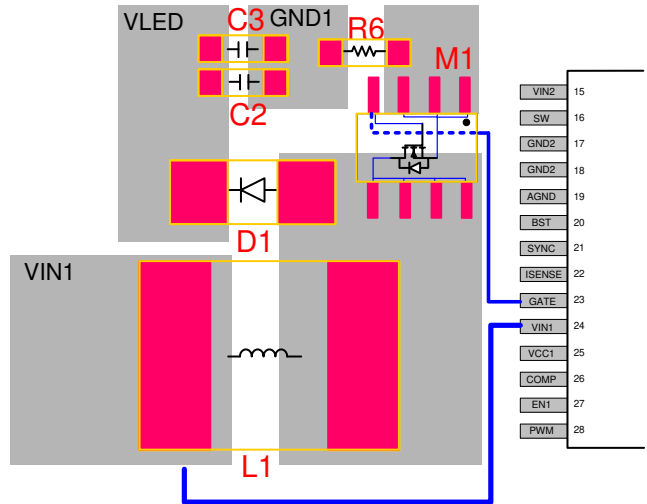 VLED
C3
GND1
R6
M1
C2
D1
VIN1
L1
VIN2 15
SW 16
GND2 17
GND2 18
AGND 19
BST 20
SYNC 21
ISENSE 22
GATE 23
VIN1 24
VCC1 25
COMP 26
EN1 27
PWM 28